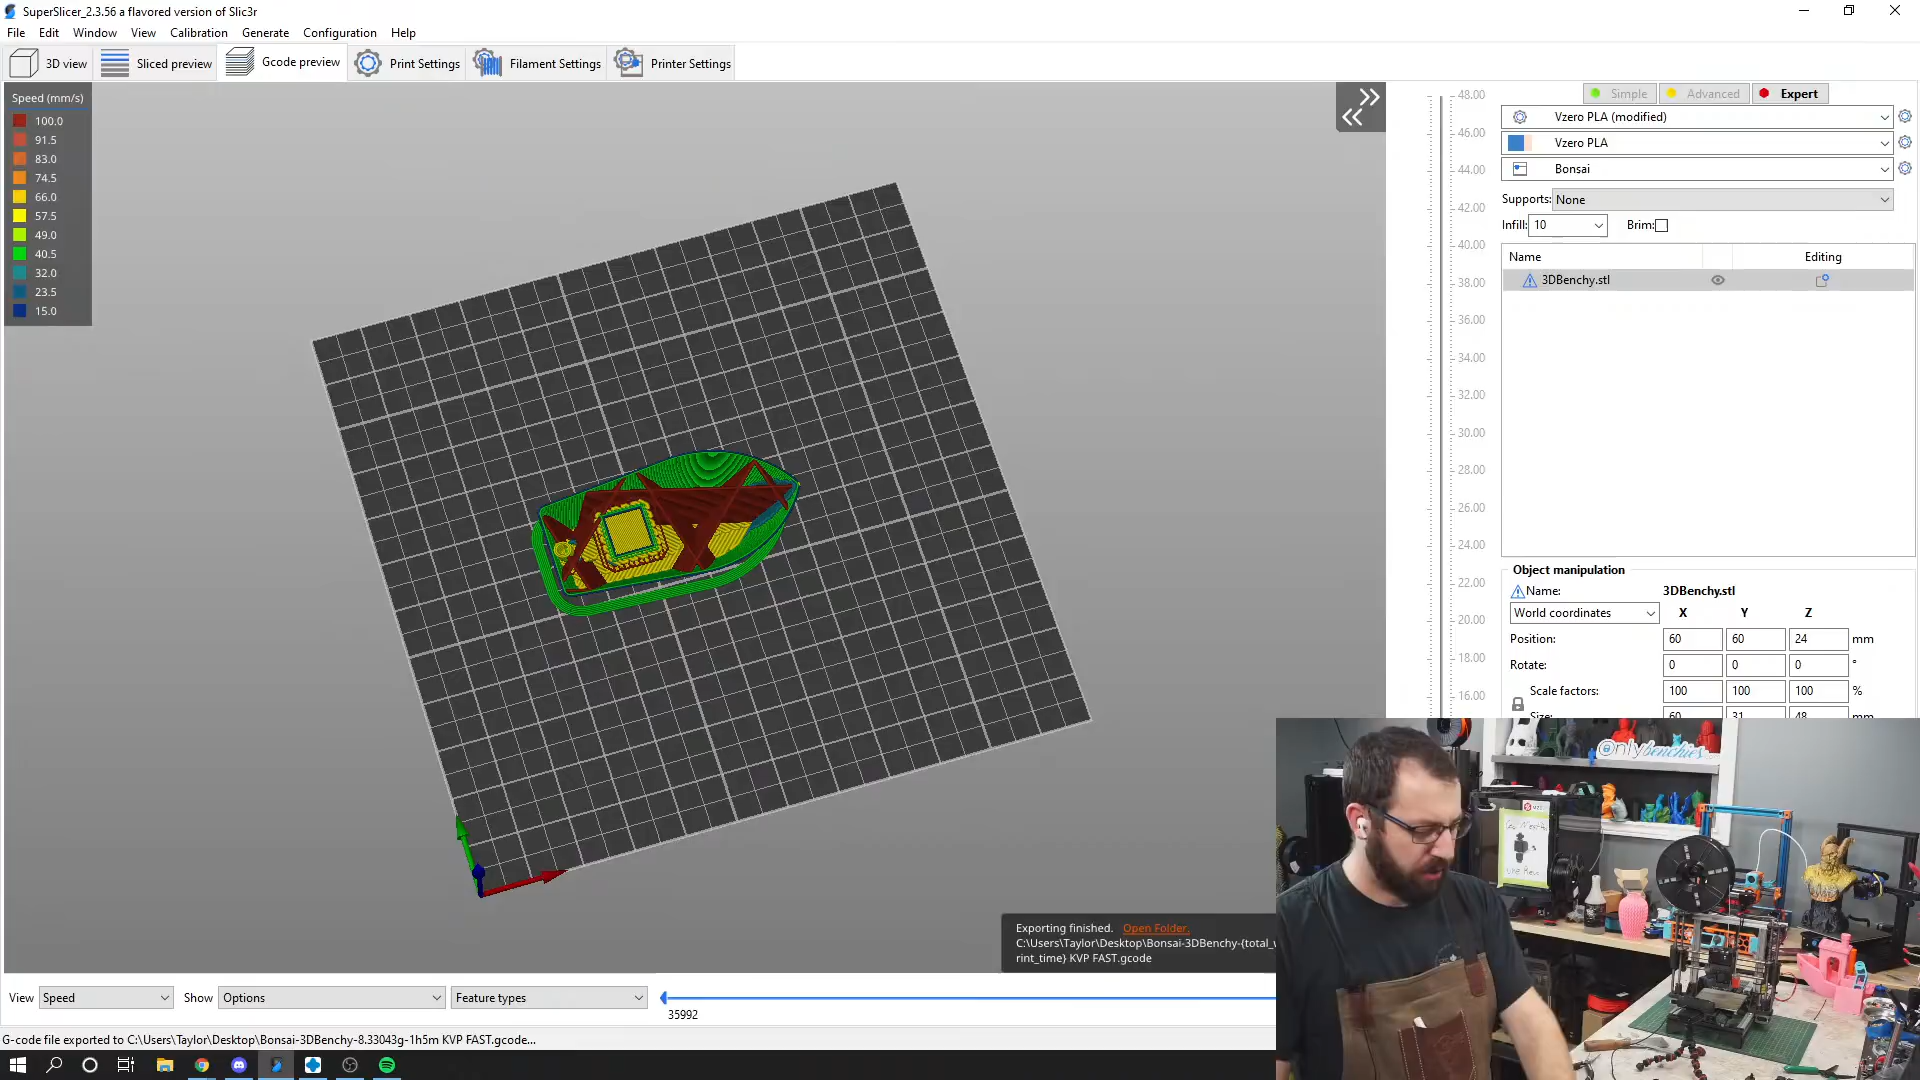 SuperSlicer_2.3.56 a flavored version of Slic3r
File Edit Window View Calibration Generate Configuration Help
3D view Sliced preview Gcode preview Print Settings Filament Settings Printer Settings
Speed (mm/s)
100.0
91.5
83.0
74.5
66.0
57.5
49.0
40.5
32.0
23.5
15.0
48.00
46.00
44.00
42.00
40.00
38.00
36.00
34.00
32.00
30.00
28.00
26.00
24.00
22.00
20.00
18.00
16.00
Simple Advanced Expert
Vzero PLA (modified)
Vzero PLA
Bonsai
Supports: None
Infill: 10 Brim:
Name Editing
3DBenchy.stl
Object manipulation
Name: 3DBenchy.stl
World coordinates X Y Z
Position: 60 60 24 mm
Rotate: 0 0 0 °
Scale factors: 100 100 100 %
Size: 60 31 48 mm
@nlybenchies
Exporting finished. Open Folder.
C:\Users\Taylor\Desktop\Bonsai-3DBenchy-{total_w
rint_time} KVP FAST.gcode
View Speed Show Options Feature types
35992
G-code file exported to C:\Users\Taylor\Desktop\Bonsai-3DBenchy-8.33043g-1h5m KVP FAST.gcode...